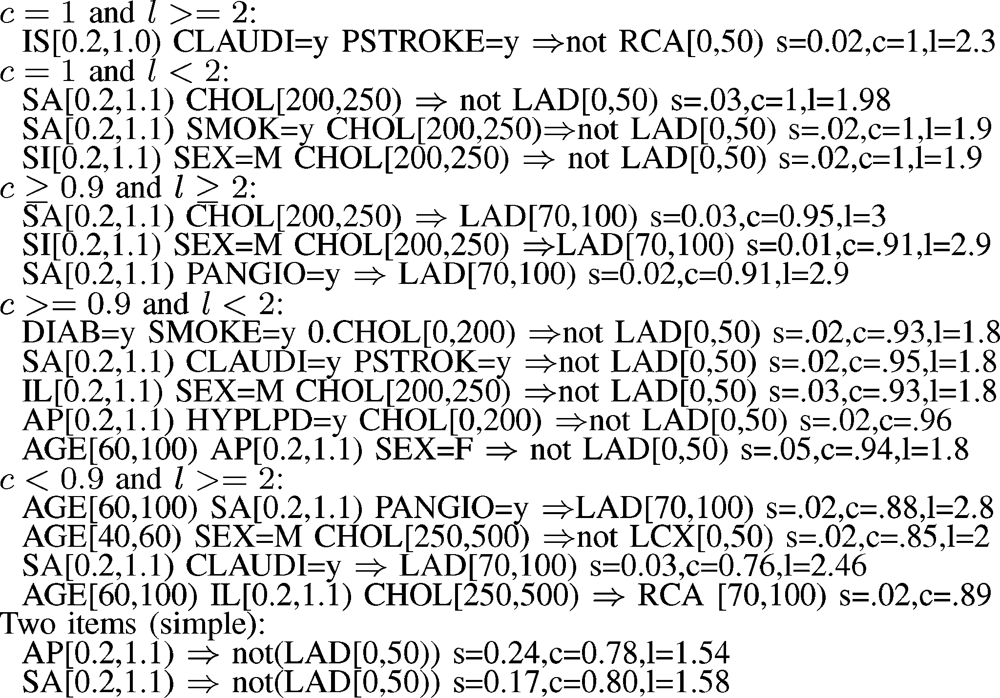 c = 1 and l >= 2:
IS[0.2,1.0) CLAUDI=y PSTROKE=y ⇒not RCA[0,50) s=0.02,c=1,l=2.3
c = 1 and l < 2:
SA[0.2,1.1) CHOL[200,250) ⇒ not LAD[0,50) s=.03,c=1,l=1.98
SA[0.2,1.1) SMOK=y CHOL[200,250)⇒not LAD[0,50) s=.02,c=1,l=1.9
SI[0.2,1.1) SEX=M CHOL[200,250) ⇒ not LAD[0,50) s=.02,c=1,l=1.9
c ≥ 0.9 and l ≥ 2:
SA[0.2,1.1) CHOL[200,250) ⇒ LAD[70,100) s=0.03,c=0.95,l=3
SI[0.2,1.1) SEX=M CHOL[200,250) ⇒LAD[70,100) s=0.01,c=.91,l=2.9
SA[0.2,1.1) PANGIO=y ⇒ LAD[70,100) s=0.02,c=0.91,l=2.9
c >= 0.9 and l < 2:
DIAB=y SMOKE=y 0.CHOL[0,200) ⇒not LAD[0,50) s=.02,c=.93,l=1.8
SA[0.2,1.1) CLAUDI=y PSTROK=y ⇒not LAD[0,50) s=.02,c=.95,l=1.8
IL[0.2,1.1) SEX=M CHOL[200,250) ⇒not LAD[0,50) s=.03,c=.93,l=1.8
AP[0.2,1.1) HYPLPD=y CHOL[0,200) ⇒not LAD[0,50) s=.02,c=.96
AGE[60,100) AP[0.2,1.1) SEX=F ⇒ not LAD[0,50) s=.05,c=.94,l=1.8
c < 0.9 and l >= 2:
AGE[60,100) SA[0.2,1.1) PANGIO=y ⇒LAD[70,100) s=.02,c=.88,l=2.8
AGE[40,60) SEX=M CHOL[250,500) ⇒not LCX[0,50) s=.02,c=.85,l=2
SA[0.2,1.1) CLAUDI=y ⇒ LAD[70,100) s=0.03,c=0.76,l=2.46
AGE[60,100) IL[0.2,1.1) CHOL[250,500) ⇒ RCA [70,100) s=.02,c=.89
Two items (simple):
AP[0.2,1.1) ⇒ not(LAD[0,50)) s=0.24,c=0.78,l=1.54
SA[0.2,1.1) ⇒ not(LAD[0,50)) s=0.17,c=0.80,l=1.58